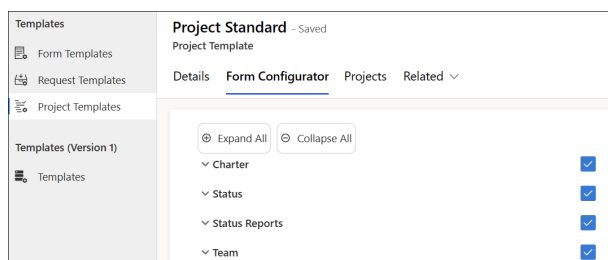 Templates
Form Templates
Request Templates
Project Templates
Templates (Version 1)
Templates
Project Standard - Saved
Project Template
Details Form Configurator Projects Related
Expand All Collapse All
Charter
Status
Status Reports
Team